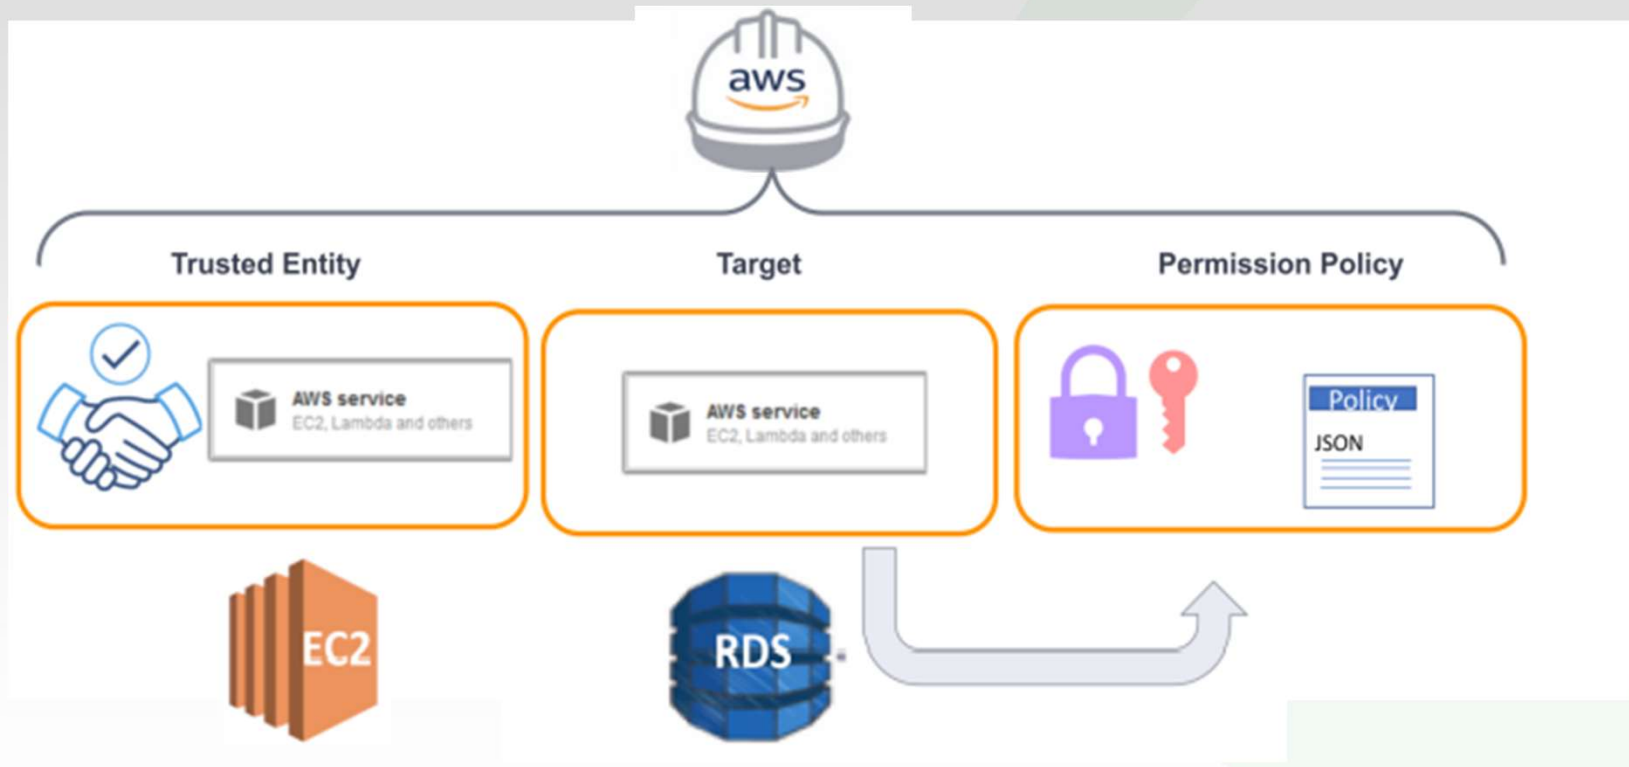 aws
Trusted Entity
Target
Permission Policy
AWS service
EC2, Lambda and others
AWS service
EC2, Lambda and others
Policy
JSON
EC2
RDS